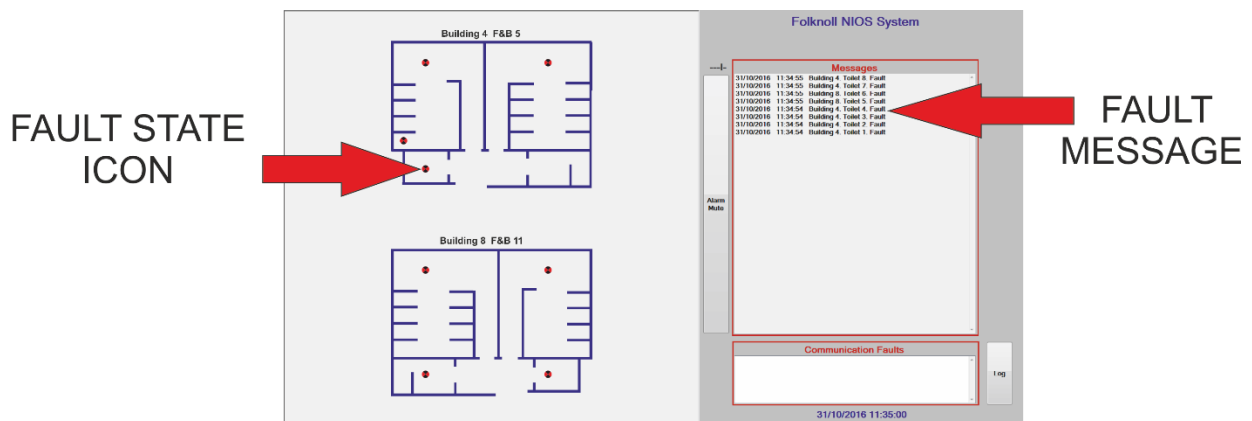 Building 4 F&B 5
Folknoll NIOS System
---I-
Messages
31/10/2016 11:34:55 Building 4. Toilet 8. Fault
31/10/2016 11:34:55 Building 4. Toilet 7. Fault
31/10/2016 11:34:55 Building 8. Toilet 6. Fault
31/10/2016 11:34:55 Building 8. Toilet 5. Fault
31/10/2016 11:34:54 Building 4. Toilet 4. Fault
31/10/2016 11:34:54 Building 4. Toilet 3. Fault
31/10/2016 11:34:54 Building 4. Toilet 2. Fault
31/10/2016 11:34:54 Building 4. Toilet 1. Fault
FAULT STATE
ICON
FAULT
MESSAGE
Alarm
Mute
Building 8 F&B 11
Communication Faults
Log
31/10/2016 11:35:00